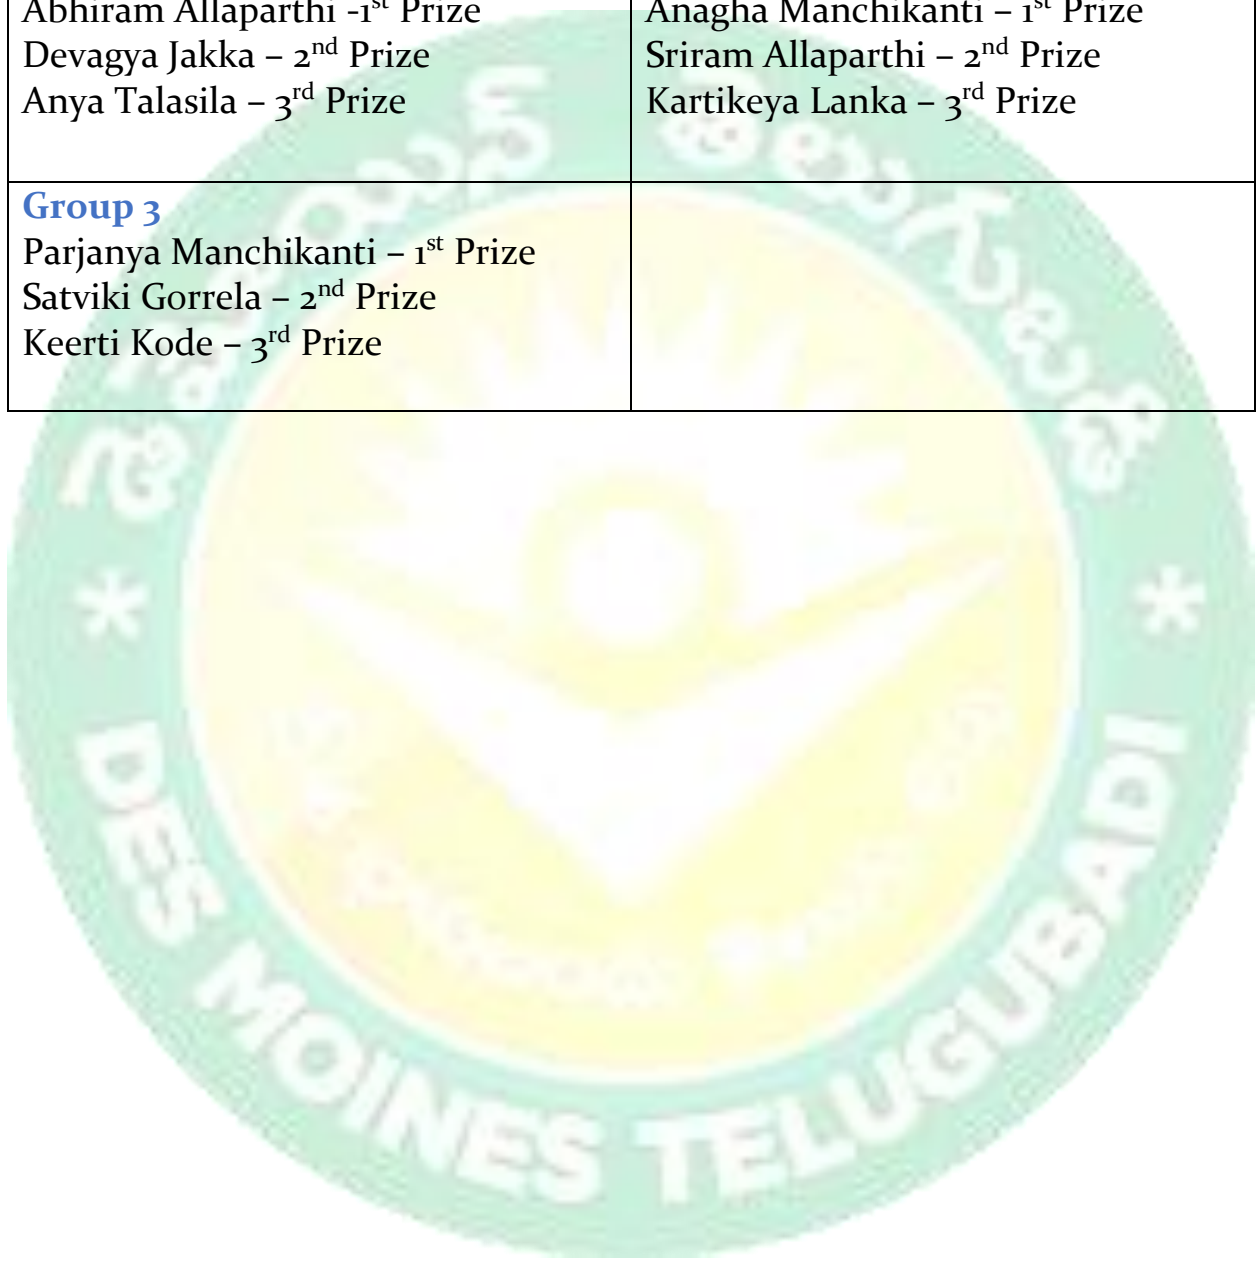 Abhiram Allaparthi -1st Prize
Devagya Jakka – 2nd Prize
Anya Talasila – 3rd Prize
Anagha Manchikanti – 1st Prize
Sriram Allaparthi – 2nd Prize
Kartikeya Lanka – 3rd Prize
Group 3
Parjanya Manchikanti – 1st Prize
Satviki Gorrela – 2nd Prize
Keerti Kode – 3rd Prize
డెమోయిన్ తెలుగుబడి
* *
DES MOINES TELUGUBADI